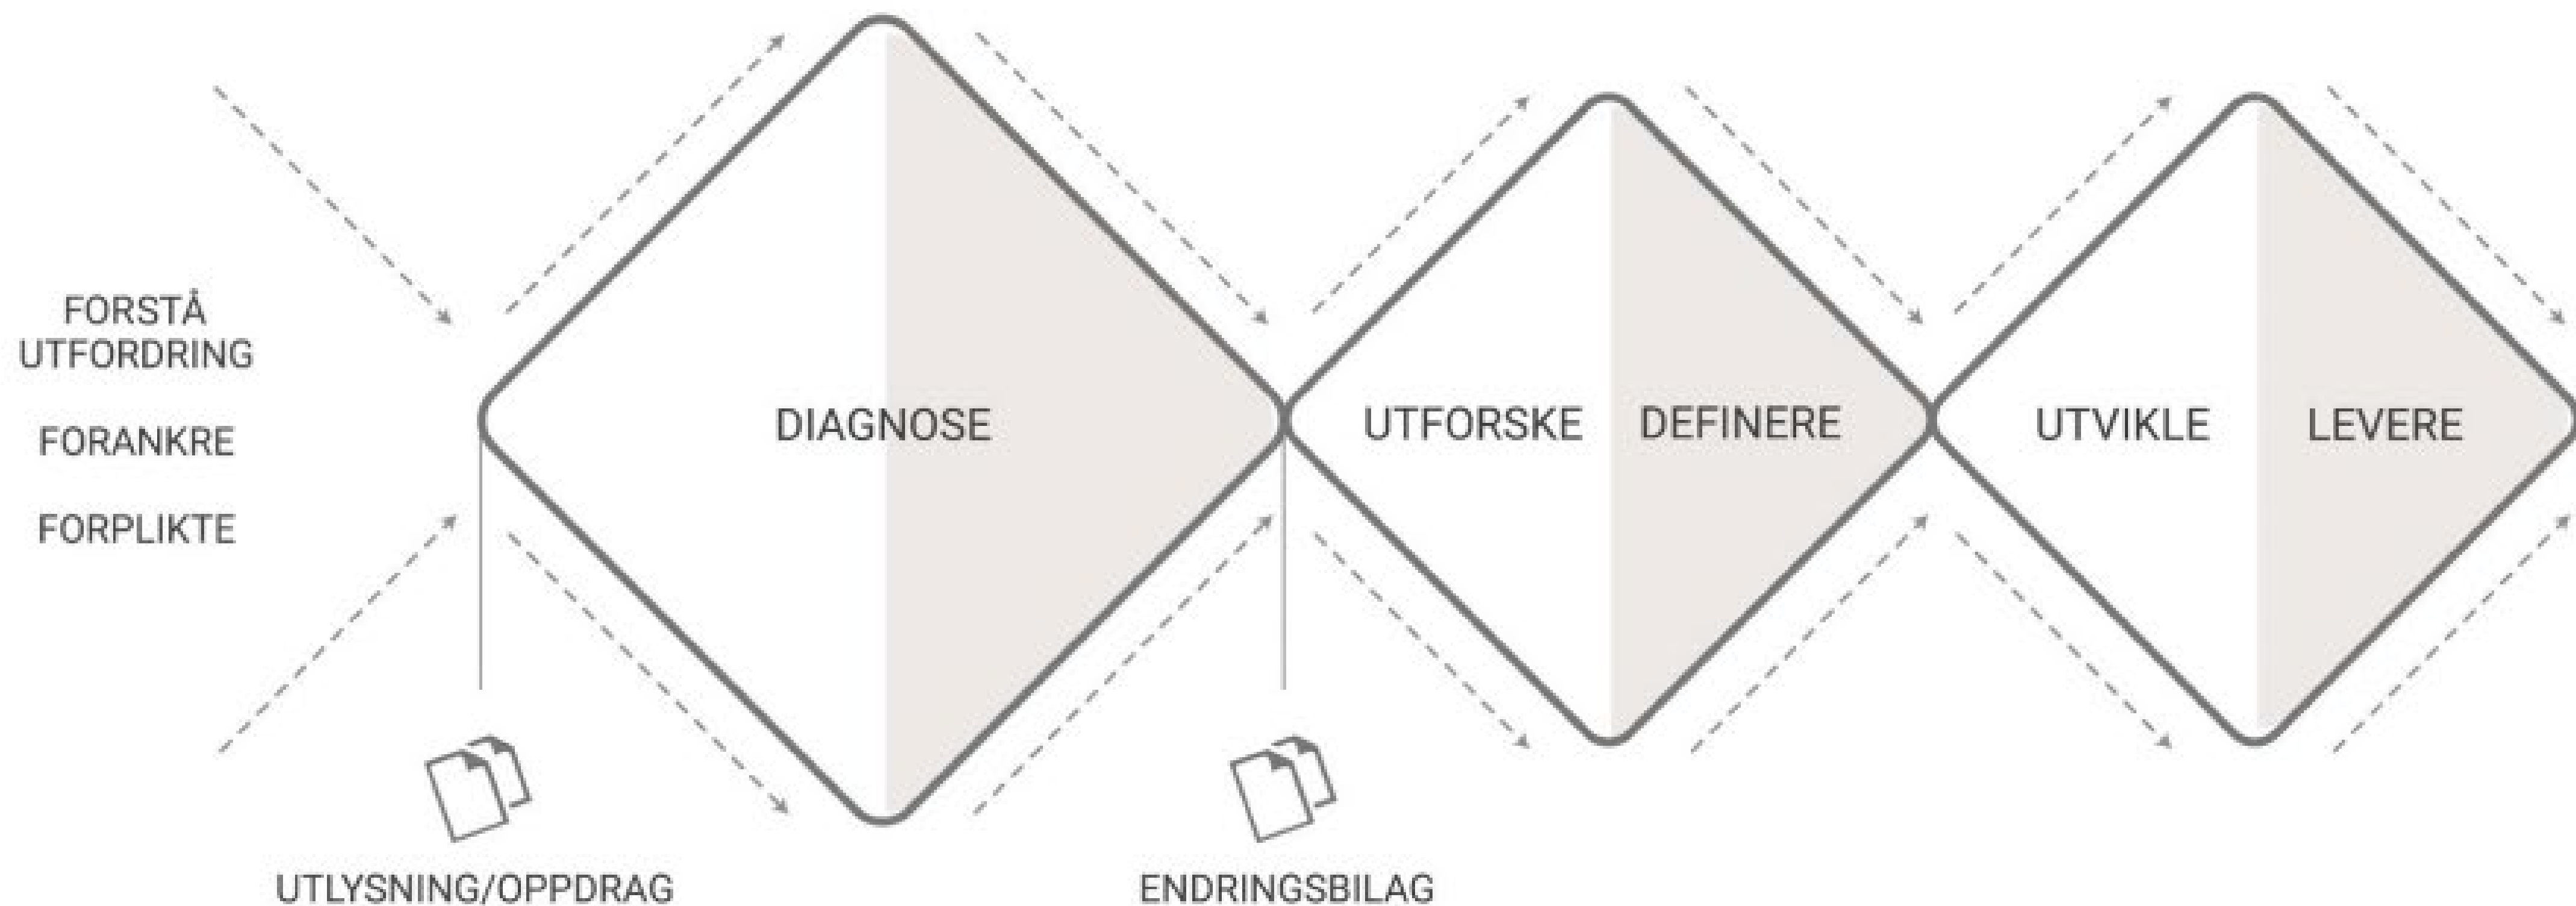 FORSTÅ
UTFORDRING
FORANKRE
FORPLIKTE
DIAGNOSE
UTFORSKE
DEFINERE
UTVIKLE
LEVERE
UTLYSNING/OPPDRAG
ENDRINGSBILAG